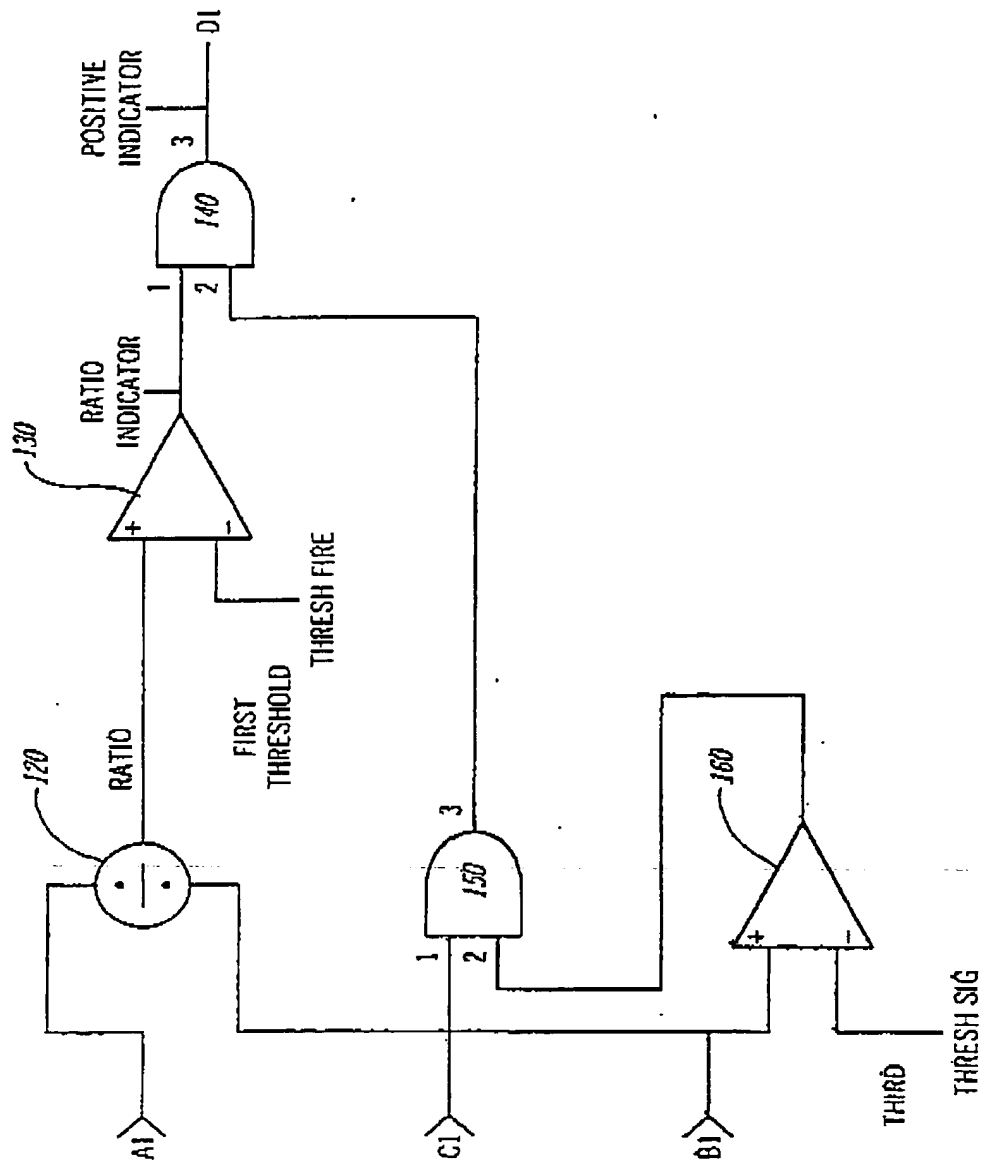 POSITIVE
INDICATOR
D1
3
140
1
2
RATIO
INDICATOR
130
+
-
THRESH FIRE
FIRST
THRESHOLD
RATIO
120
3
150
1
2
160
+
-
A1
C1
B1
THIRD
THRESH SIG